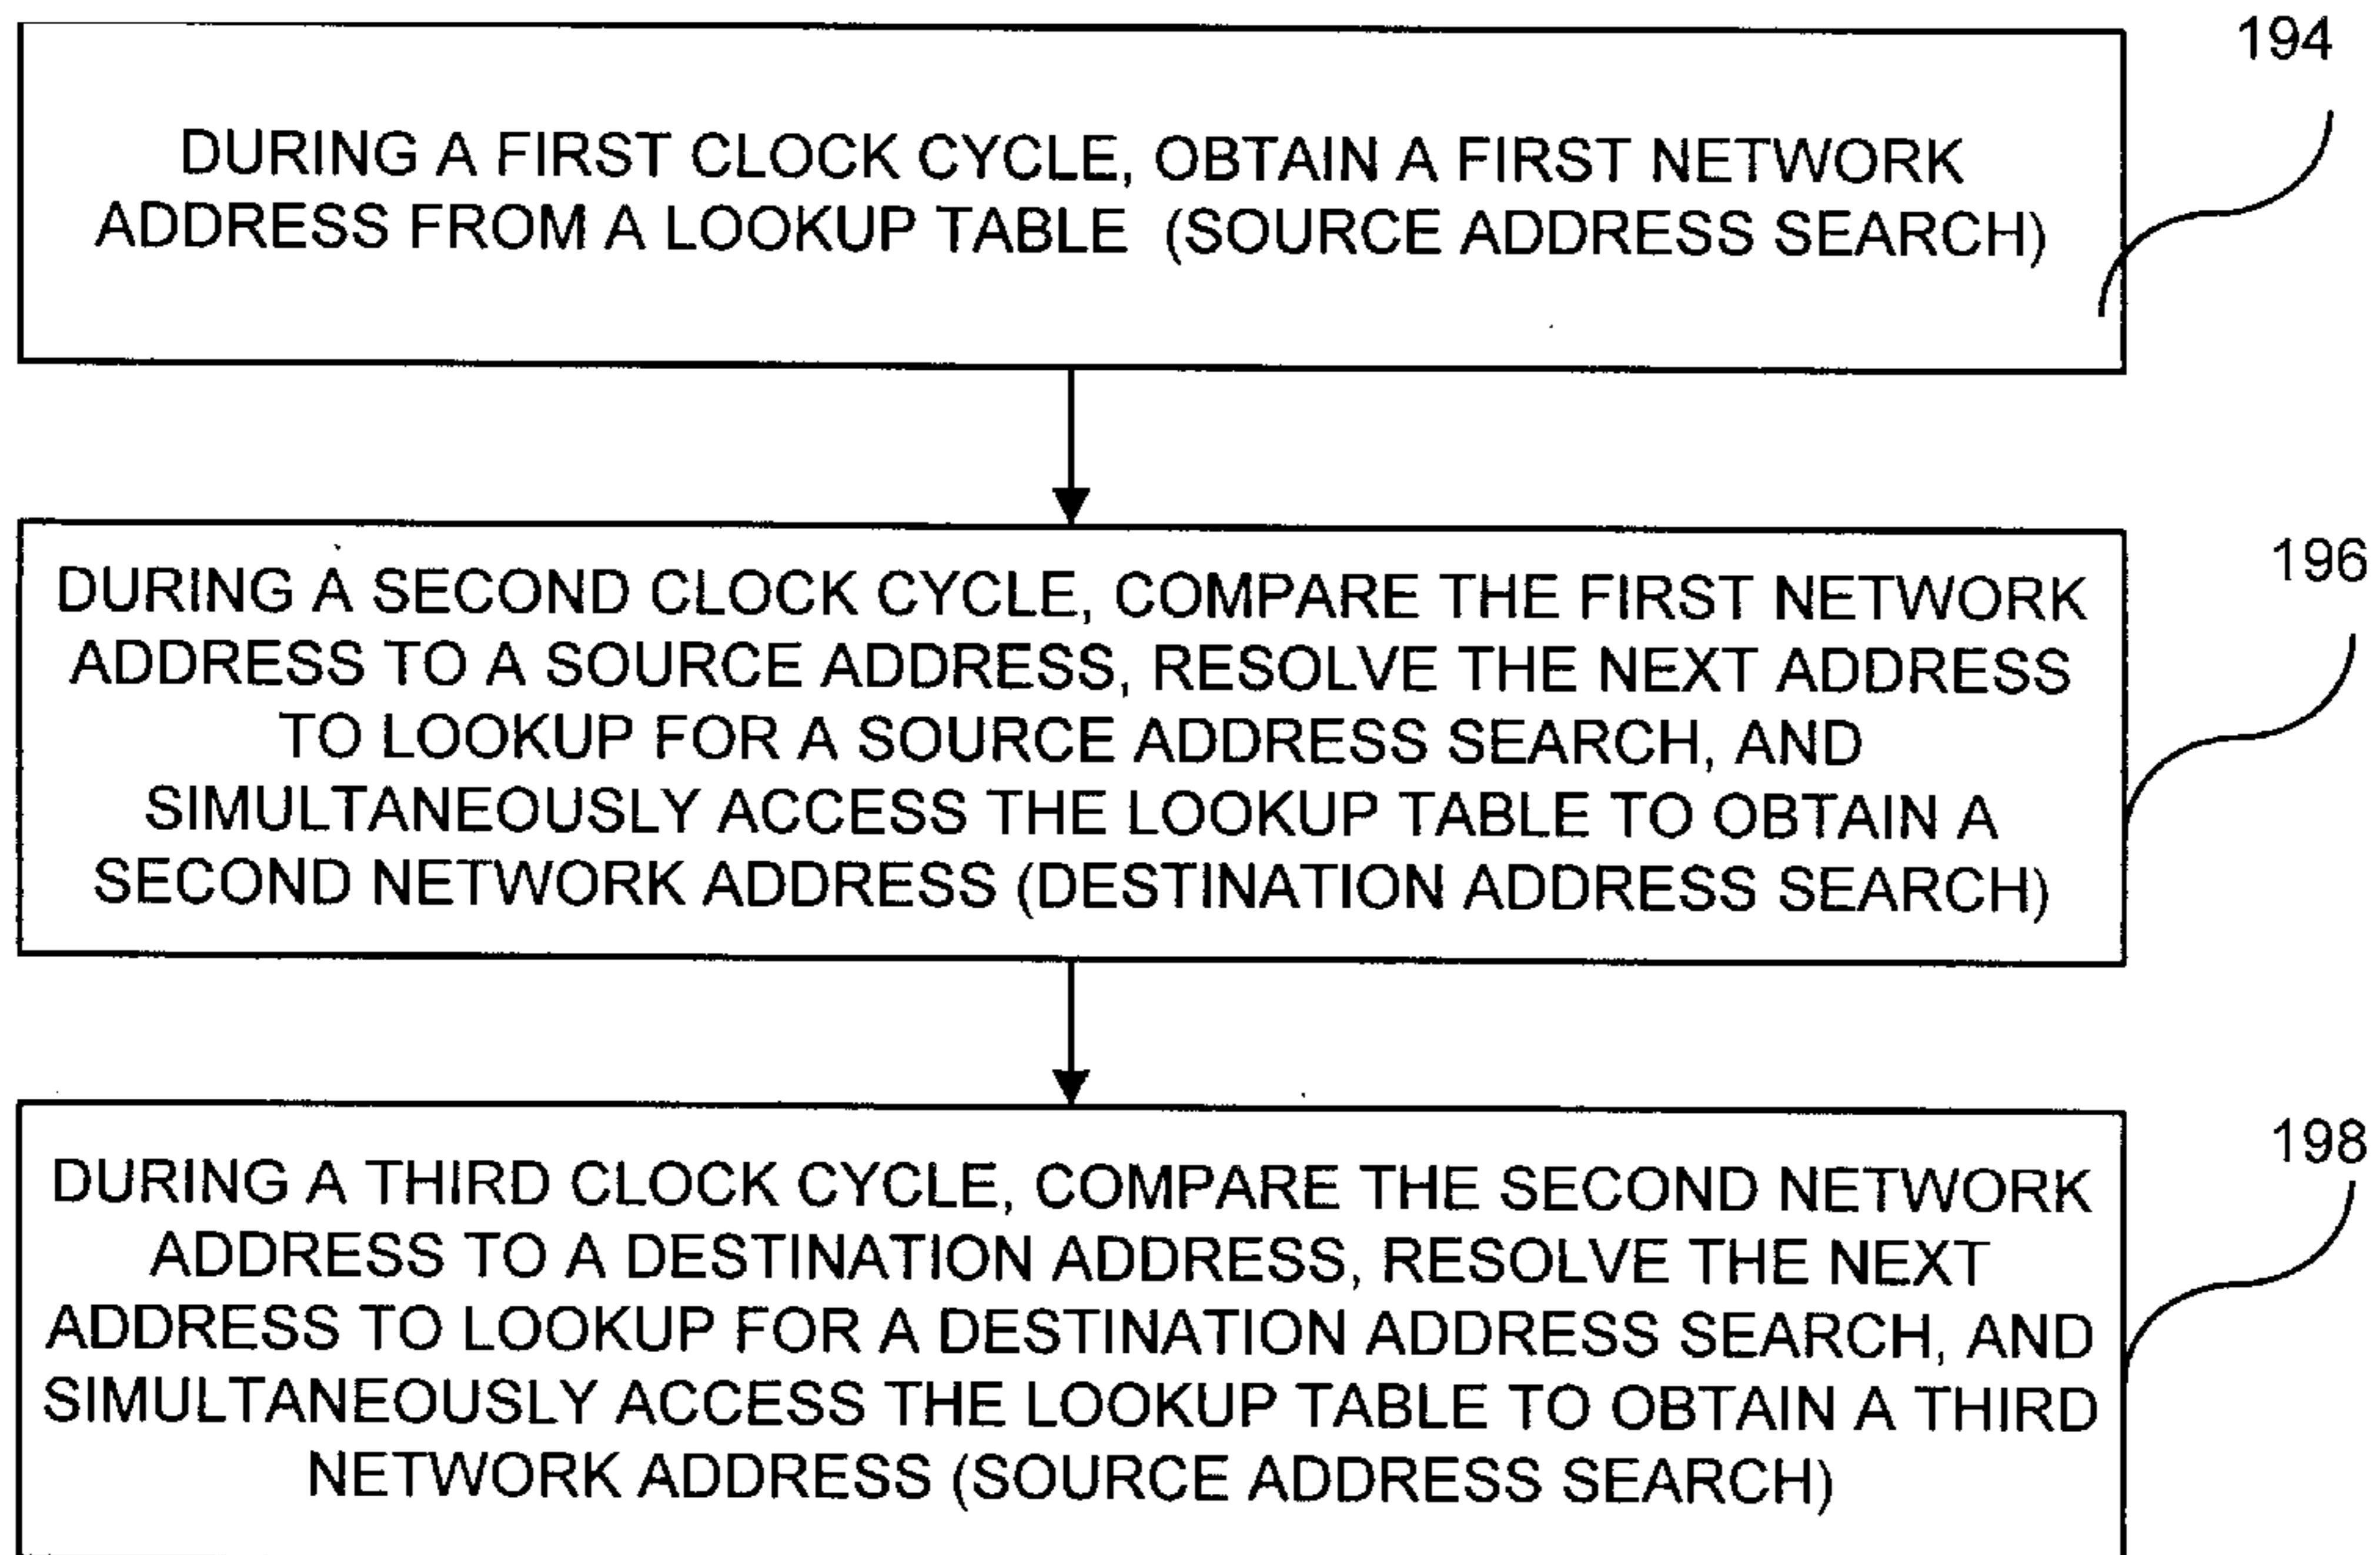 194
DURING A FIRST CLOCK CYCLE, OBTAIN A FIRST NETWORK
ADDRESS FROM A LOOKUP TABLE (SOURCE ADDRESS SEARCH)
196
DURING A SECOND CLOCK CYCLE, COMPARE THE FIRST NETWORK
ADDRESS TO A SOURCE ADDRESS, RESOLVE THE NEXT ADDRESS
TO LOOKUP FOR A SOURCE ADDRESS SEARCH, AND
SIMULTANEOUSLY ACCESS THE LOOKUP TABLE TO OBTAIN A
SECOND NETWORK ADDRESS (DESTINATION ADDRESS SEARCH)
198
DURING A THIRD CLOCK CYCLE, COMPARE THE SECOND NETWORK
ADDRESS TO A DESTINATION ADDRESS, RESOLVE THE NEXT
ADDRESS TO LOOKUP FOR A DESTINATION ADDRESS SEARCH, AND
SIMULTANEOUSLY ACCESS THE LOOKUP TABLE TO OBTAIN A THIRD
NETWORK ADDRESS (SOURCE ADDRESS SEARCH)